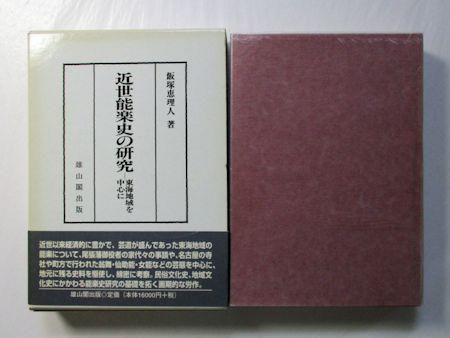 飯塚恵理人 著
近世能楽史の研究
―東海地域を
中心に
雄山閣出版
近世以来経済的に豊かで、芸道が盛んであった東海地域の
能楽について、尾張藩御役者の家代々の事蹟や、名古屋の寺
社や町方で行われた能舞・仙助能・女能などの芸態を中心に、
地元に残る史料を駆使し、綿密に考察。民俗文化史、地域文
化史にかかわる能楽史研究の基礎を拓く画期的な労作。
雄山閣出版◎定価（本体16000円+税）